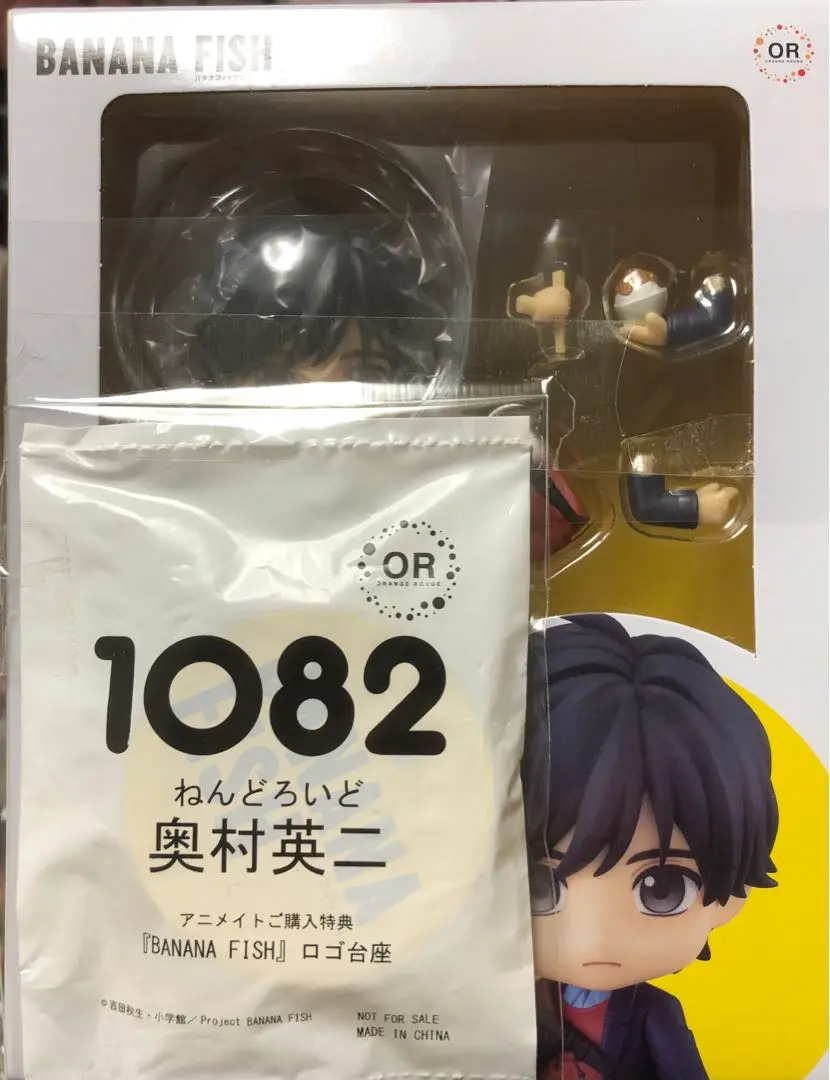 BANANA FISH
バナナフィッシュ
OR
ORANGE ROUGE
OR
ORANGE ROUGE
1082
ねんどろいど
奥村英二
アニメイトご購入特典
『BANANA FISH』ロゴ台座
©吉田秋生・小学館/Project BANANA FISH
NOT FOR SALE
MADE IN CHINA
BANANA
FISH